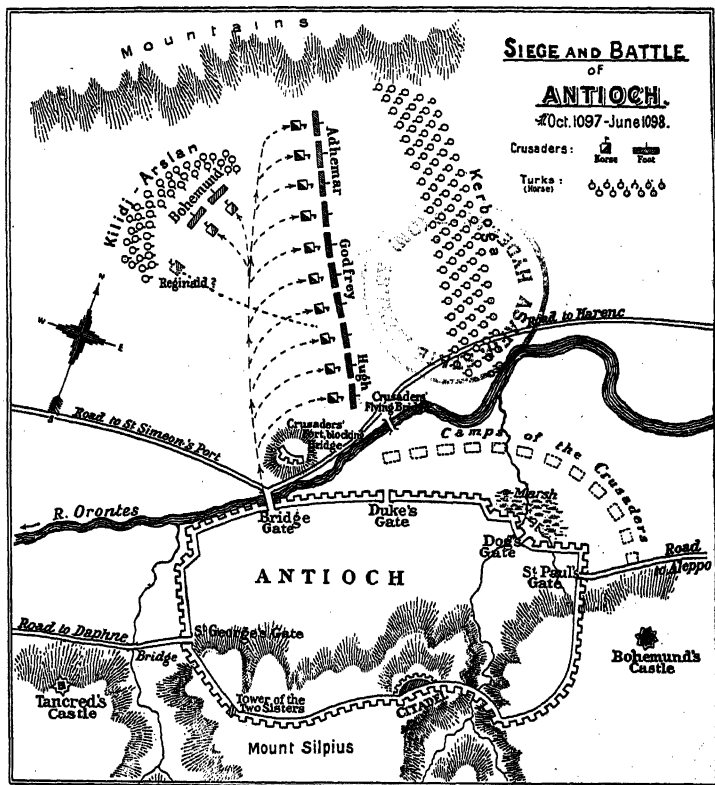 Mountains
SIEGE AND BATTLE
OF
ANTIOCH.
Oct. 1097 - June 1098.
Crusaders:
Horse
Foot
Turks:
(Horse)
Kilidj-Arslan
Bohemund
Reginald?
Adhemar
Godfrey
Hugh
Kerboga
N
W
E
S
Road to Harenc
Road to St Simeon's Port
Crusaders'
Flying Bridge
Crusaders'
Fort, blocking
Bridge
Camps of the Crusaders
R. Orontes
Bridge
Gate
Duke's
Gate
Marsh
Dog's
Gate
St Paul's
Gate
Road
to Aleppo
ANTIOCH
Road to Daphne
Bridge
St George's Gate
Bohemund's
Castle
Tancred's
Castle
Tower of the
Two Sisters
CITADEL
Mount Silpius